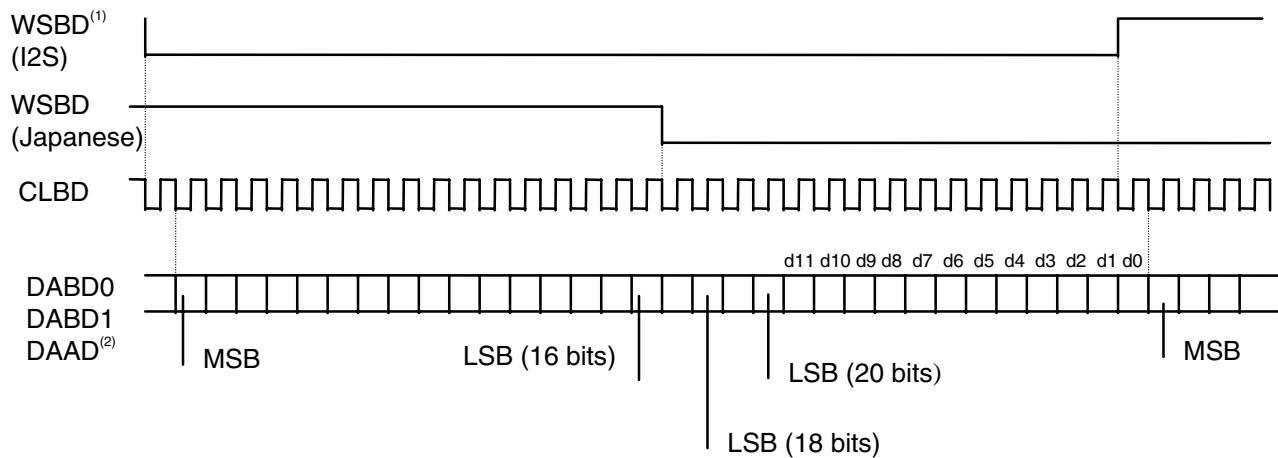 WSBD(1)
(I2S)
WSBD
(Japanese)
CLBD
d11 d10 d9 d8 d7 d6 d5 d4 d3 d2 d1 d0
DABD0
DABD1
DAAD(2)
MSB
LSB (16 bits)
LSB (20 bits)
MSB
LSB (18 bits)